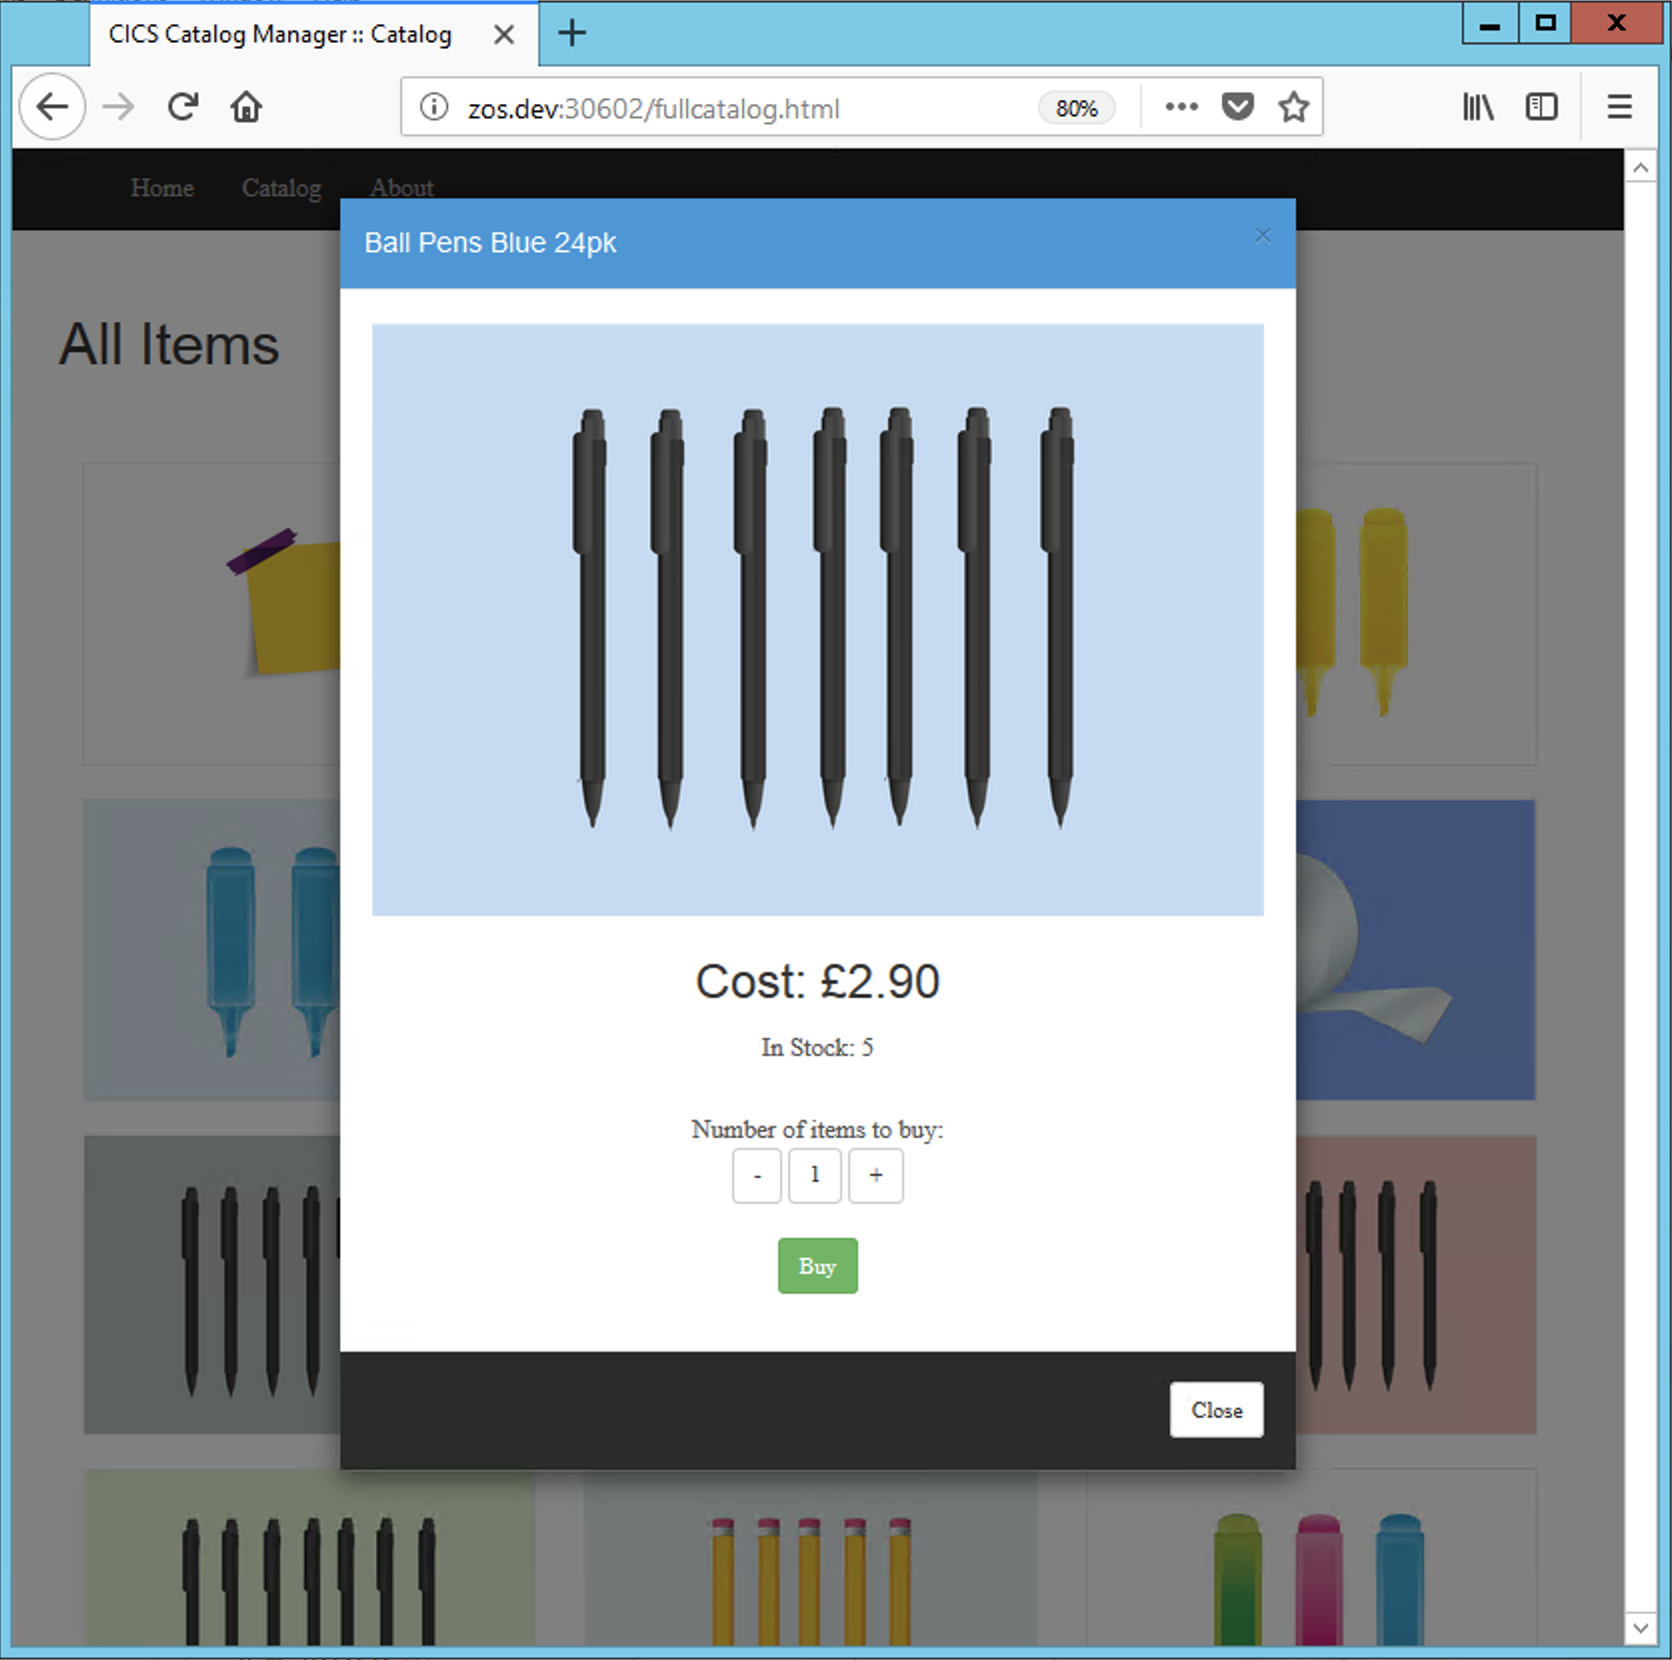 CICS Catalog Manager :: Catalog
zos.dev:30602/fullcatalog.html 80%
Home Catalog About
Ball Pens Blue 24pk ×
All Items
Cost: £2.90
In Stock: 5
Number of items to buy:
- 1 +
Buy
Close